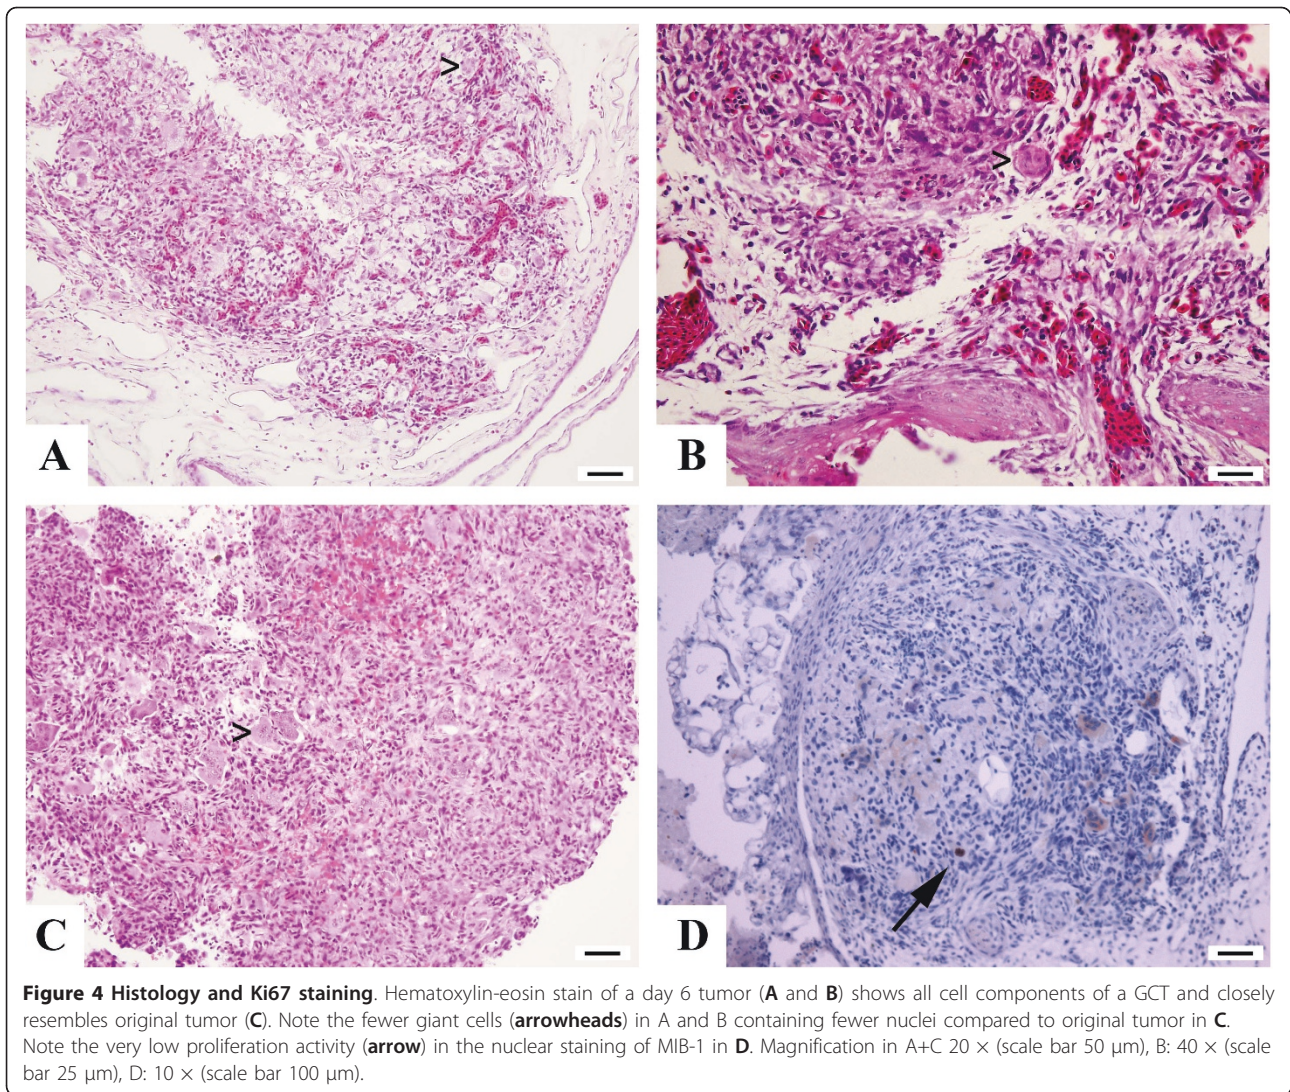 >
>
A
B
>
C
D
Figure 4 Histology and Ki67 staining. Hematoxylin-eosin stain of a day 6 tumor (A and B) shows all cell components of a GCT and closely
resembles original tumor (C). Note the fewer giant cells (arrowheads) in A and B containing fewer nuclei compared to original tumor in C.
Note the very low proliferation activity (arrow) in the nuclear staining of MIB-1 in D. Magnification in A+C 20 × (scale bar 50 μm), B: 40 × (scale
bar 25 μm), D: 10 × (scale bar 100 μm).